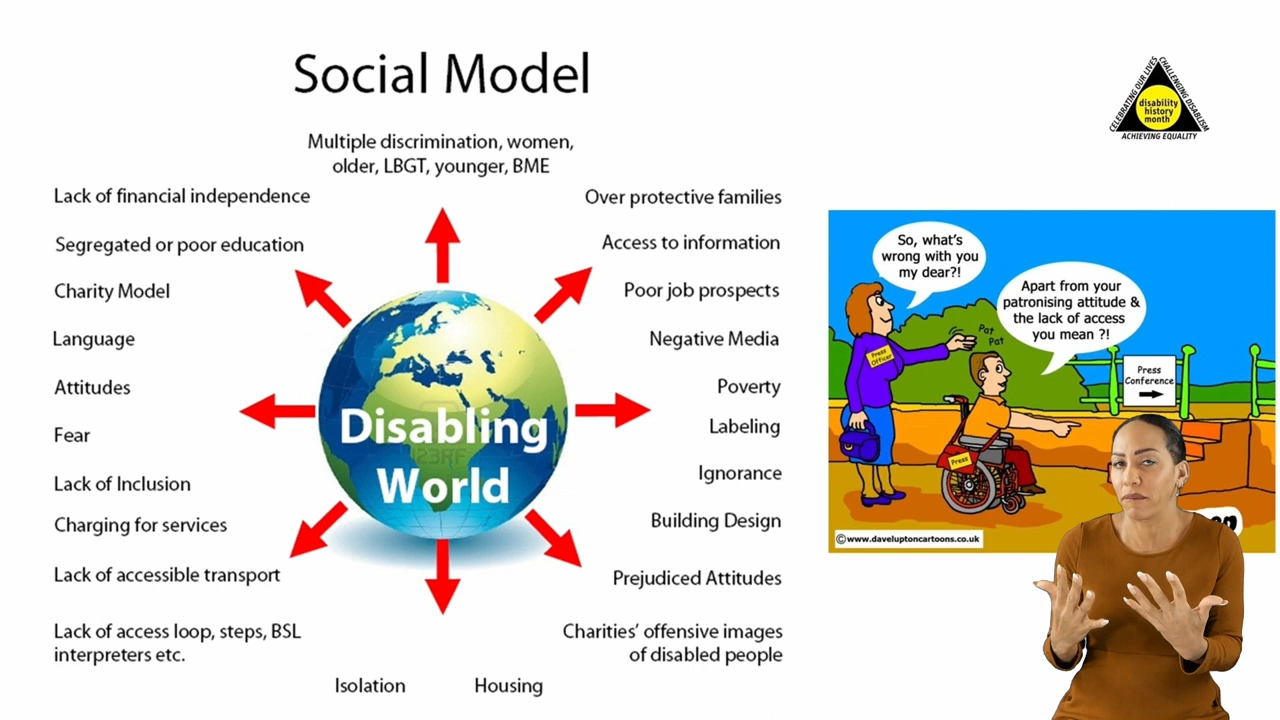 Social Model
Multiple discrimination, women,
older, LBGT, younger, BME
Lack of financial independence
Segregated or poor education
Charity Model
Language
Attitudes
Fear
Lack of Inclusion
Charging for services
Lack of accessible transport
Lack of access loop, steps, BSL
interpreters etc.
Isolation
Housing
Over protective families
Access to information
Poor job prospects
Negative Media
Poverty
Labeling
Ignorance
Building Design
Prejudiced Attitudes
Charities’ offensive images
of disabled people
Disabling
World
CELEBRATING OUR LIVES
CHALLENGING DISABLISM
ACHIEVING EQUALITY
disability
history
month
So, what's
wrong with you
my dear?!
Apart from your
patronising attitude &
the lack of access
you mean ?!
Pat
Pat
Press
Officer
Press
Press
Conference
©www.daveluptoncartoons.co.uk